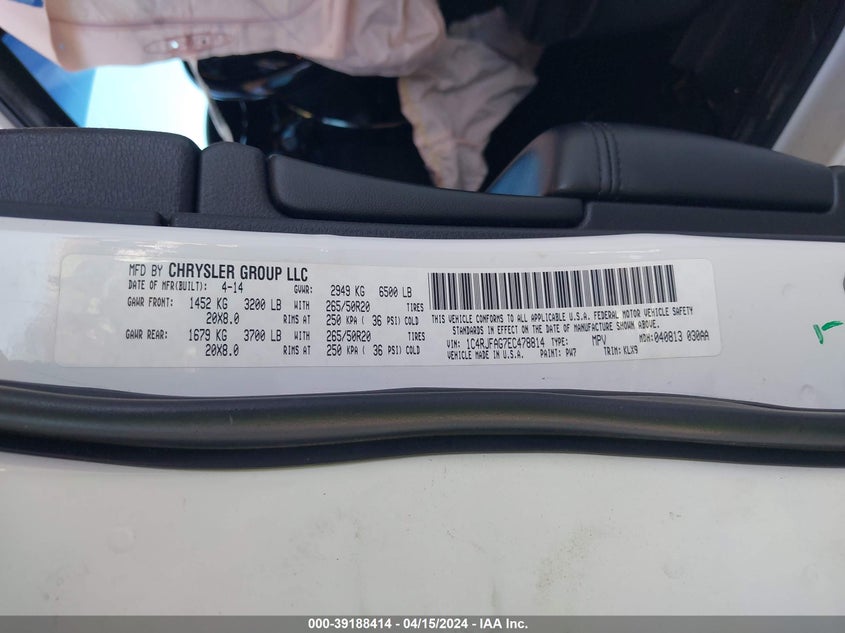 MFD BY CHRYSLER GROUP LLC
DATE OF MFR(BUILT): 4-14 GVWR: 2949 KG 6500 LB
GAWR FRONT: 1452 KG 3200 LB WITH 265/50R20 TIRES
20X8.0 RIMS AT 250 KPA ( 36 PSI) COLD
GAWR REAR: 1679 KG 3700 LB WITH 265/50R20 TIRES
20X8.0 RIMS AT 250 KPA ( 36 PSI) COLD
THIS VEHICLE CONFORMS TO ALL APPLICABLE U.S.A. FEDERAL MOTOR VEHICLE SAFETY
STANDARDS IN EFFECT ON THE DATE OF MANUFACTURE SHOWN ABOVE.
VIN: 1C4RJFAG7EC478814 TYPE: MPV MDH: 040813 030AA
VEHICLE MADE IN U.S.A. PAINT: PW7 TRIM: KLX9
000-39188414 - 04/15/2024 - IAA Inc.